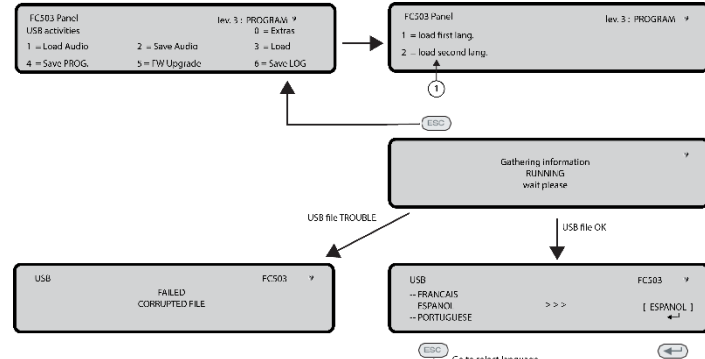 FC503 Panel lev. 3 : PROGRAM
USB activities 0 = Extras
1 = Load Audio 2 = Save Audio 3 = Load
4 = Save PROG. 5 = FW Upgrade 6 = Save LOG
FC503 Panel lev. 3 : PROGRAM
1 = load first lang.
2 = load second lang.
1
ESC
Gathering information
RUNNING
wait please
USB file TROUBLE
USB file OK
USB FC503
FAILED
CORRUPTED FILE
USB FC503
-- FRANCAIS
ESPANOL > > > [ ESPANOL ]
-- PORTUGUESE
ESC Go to select language